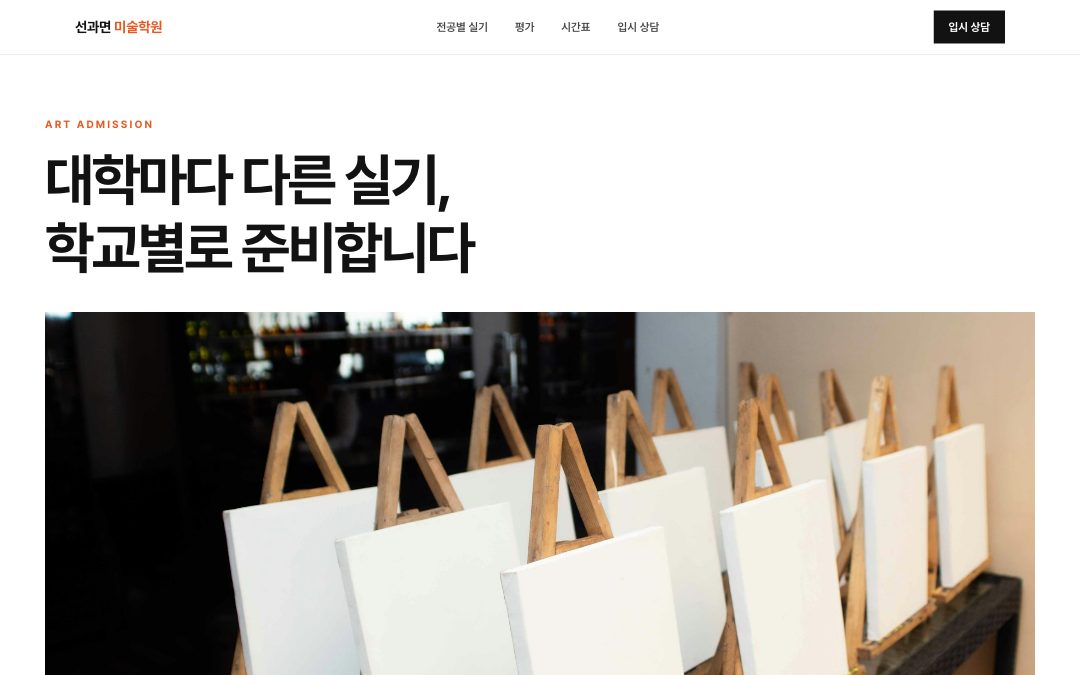 선과면 미술학원
전공별 실기
평가
시간표
입시 상담
입시 상담
ART ADMISSION
대학마다 다른 실기,
학교별로 준비합니다